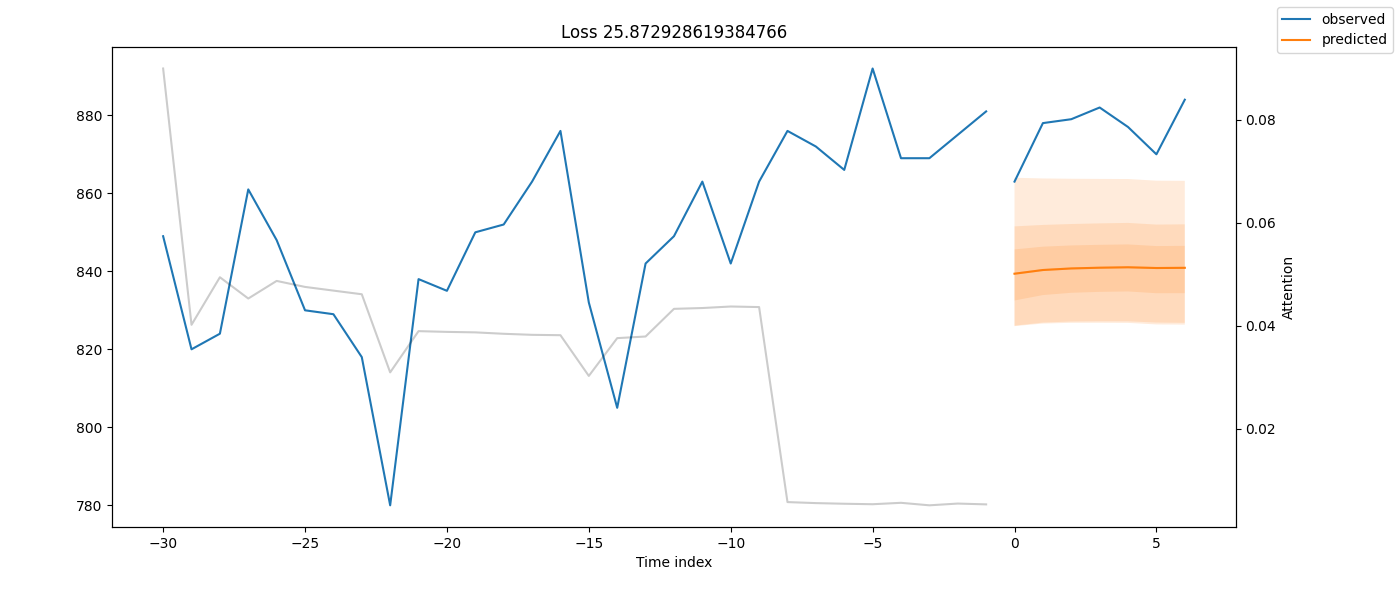 Loss 25.872928619384766
observed
predicted
880
860
840
820
800
780
0.08
0.06
0.04
0.02
Attention
−30 −25 −20 −15 −10 −5 0 5
Time index